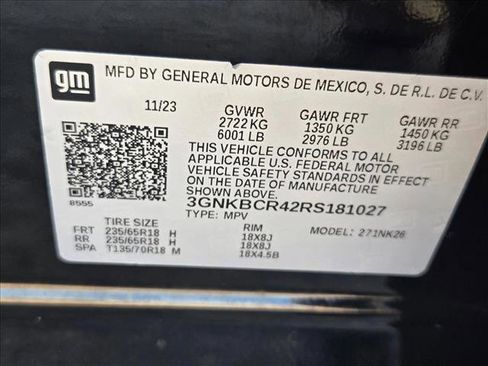 gm
MFD BY GENERAL MOTORS DE MEXICO, S. DE R.L. DE C.V.
11/23 GVWR GAWR FRT GAWR RR
2722 KG 1350 KG 1450 KG
6001 LB 2976 LB 3196 LB
THIS VEHICLE CONFORMS TO ALL
APPLICABLE U.S. FEDERAL MOTOR
VEHICLE SAFETY STANDARDS IN EFFECT
ON THE DATE OF MANUFACTURE
SHOWN ABOVE.
3GNKBCR42RS181027
8555
TYPE: MPV
TIRE SIZE RIM MODEL: 271NK26
FRT 235/65R18 H 18X8J
RR 235/65R18 H 18X8J
SPA T135/70R18 M 18X4.5B